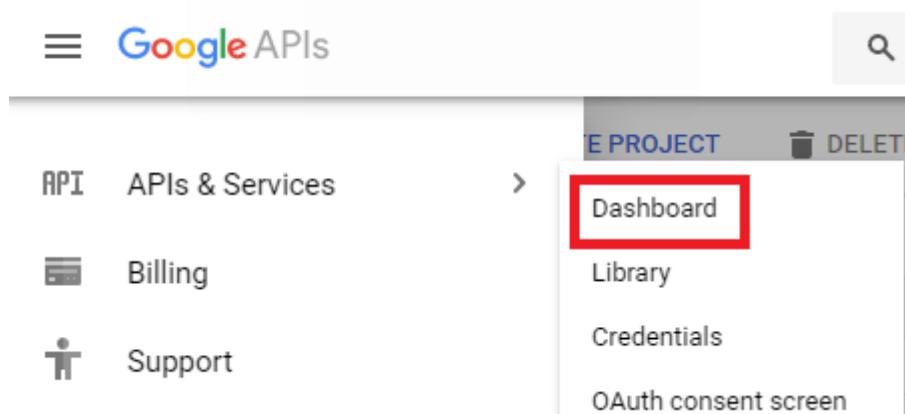 Google APIs
E PROJECT
DELET
API APIs & Services
Dashboard
Billing
Library
Credentials
Support
OAuth consent screen